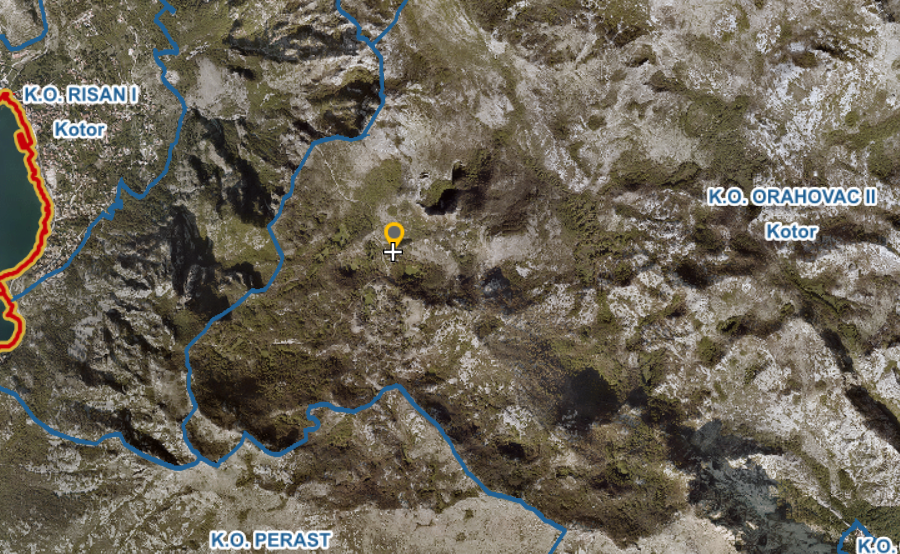 K.O. RISAN I
Kotor
K.O. ORAHOVAC II
Kotor
K.O. PERAST
K.O.